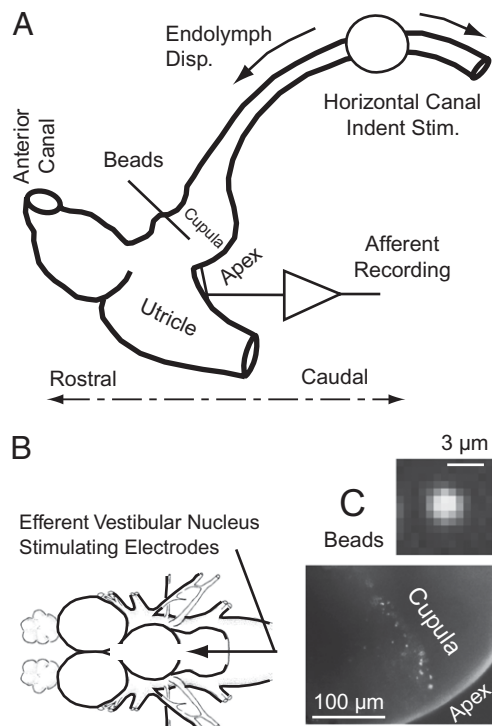 A
Endolymph
Disp.
Horizontal Canal
Indent Stim.
Anterior
Canal
Beads
Cupula
Apex
Afferent
Recording
Utricle
Rostral
Caudal
B
Efferent Vestibular Nucleus
Stimulating Electrodes
3 µm
C
Beads
Cupula
100 µm
Apex